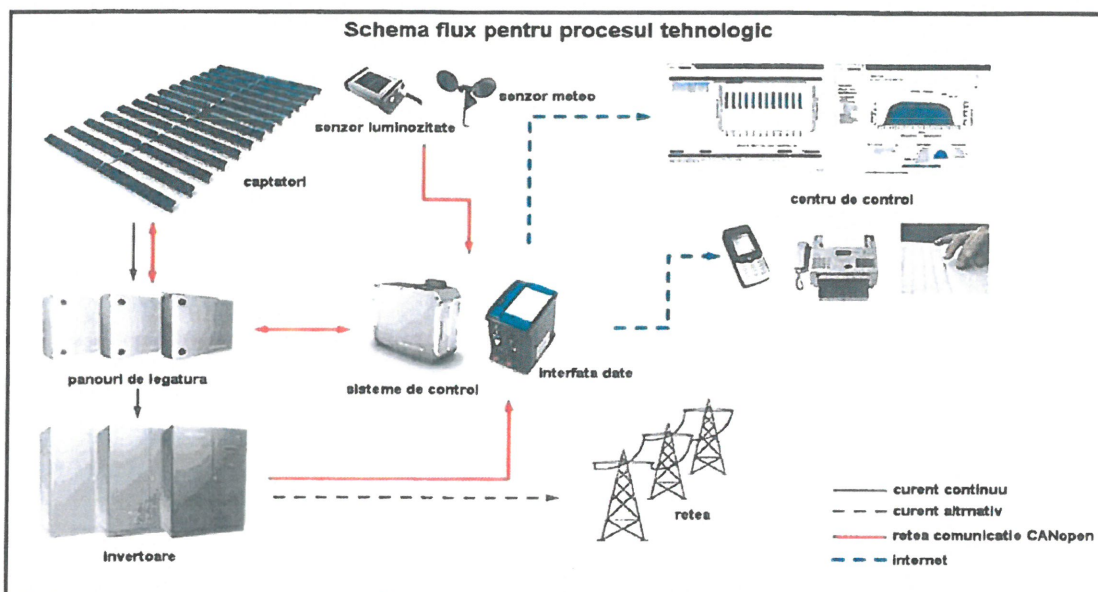 Schema flux pentru procesul tehnologic
senzor meteo
senzor luminozitate
captatori
centru de control
panouri de legatura
sisteme de control
interfata date
invertoare
retea
curent continuu
curent altrnativ
retea comunicatie CANopen
internet